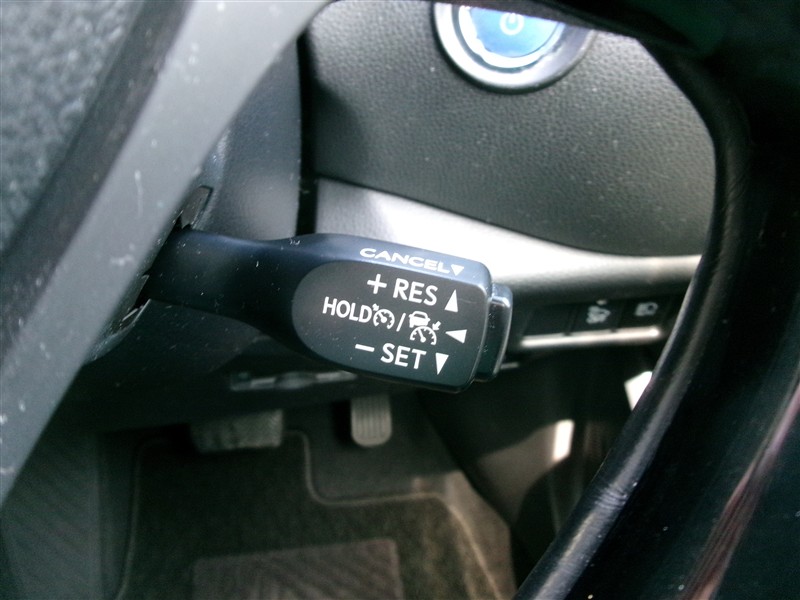 CANCEL▼
+ RES ▲
HOLD / ◀
− SET ▼